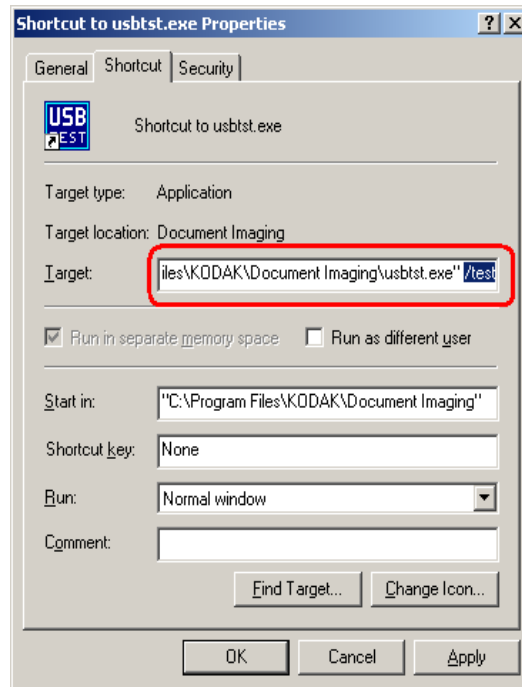 Shortcut to usbtst.exe Properties
General Shortcut Security
USB
TEST
Shortcut to usbtst.exe
Target type: Application
Target location: Document Imaging
Target: iles\KODAK\Document Imaging\usbtst.exe" /test
Run in separate memory space Run as different user
Start in: "C:\Program Files\KODAK\Document Imaging"
Shortcut key: None
Run: Normal window
Comment:
Find Target... Change Icon...
OK Cancel Apply